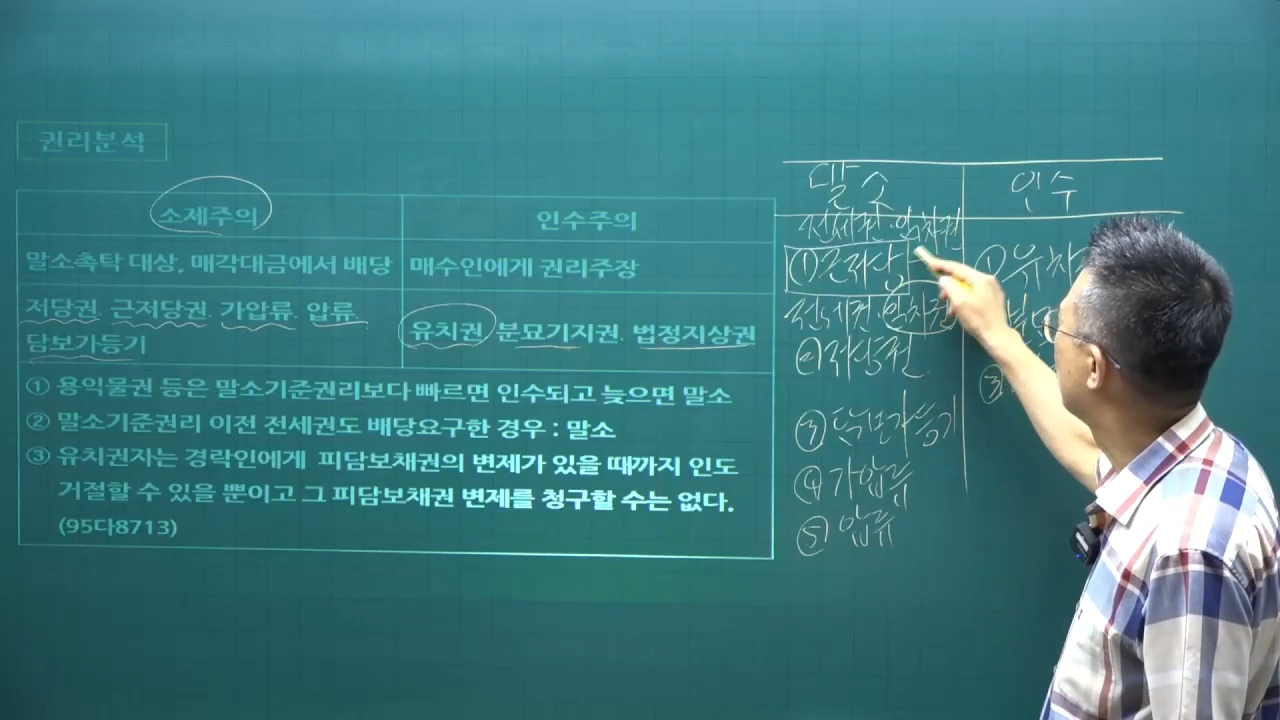 권리분석
소제주의
인수주의
말소촉탁 대상, 매각대금에서 배당
매수인에게 권리주장
저당권. 근저당권. 가압류. 압류.
담보가등기
유치권. 분묘기지권. 법정지상권
① 용익물권 등은 말소기준권리보다 빠르면 인수되고 늦으면 말소
② 말소기준권리 이전 전세권도 배당요구한 경우 : 말소
③ 유치권자는 경락인에게 피담보채권의 변제가 있을 때까지 인도
거절할 수 있을 뿐이고 그 피담보채권 변제를 청구할 수는 없다.
(95다8713)
말소
인수
전세권·임차권
① 근저당
전세권·임차권
② 저당권
③ 담보가등기
④ 가압류
⑤ 압류
① 유치
③